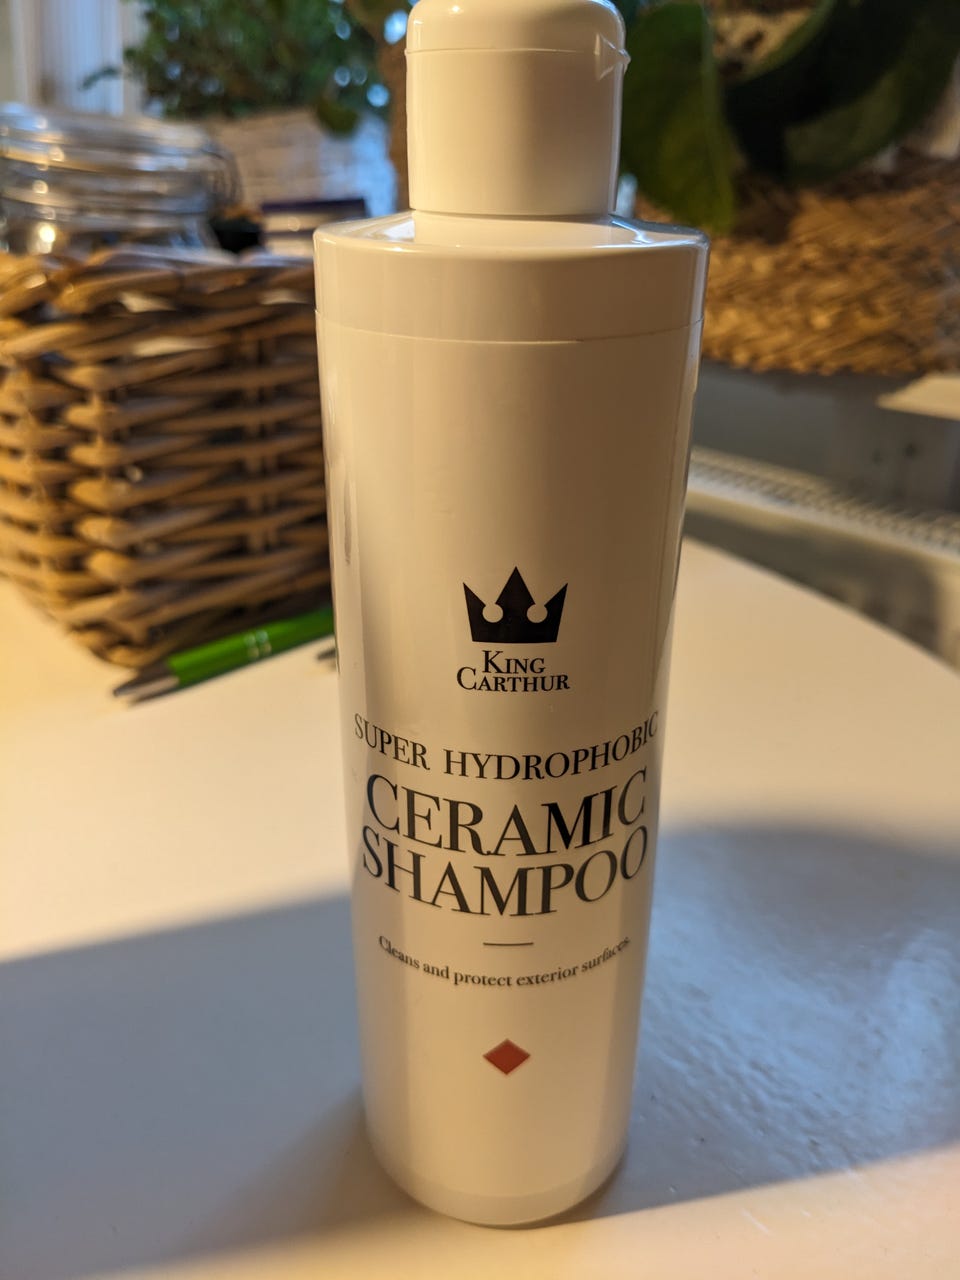 KING
CARTHUR
SUPER HYDROPHOBIC
CERAMIC
SHAMPOO
Cleans and protect exterior surfaces